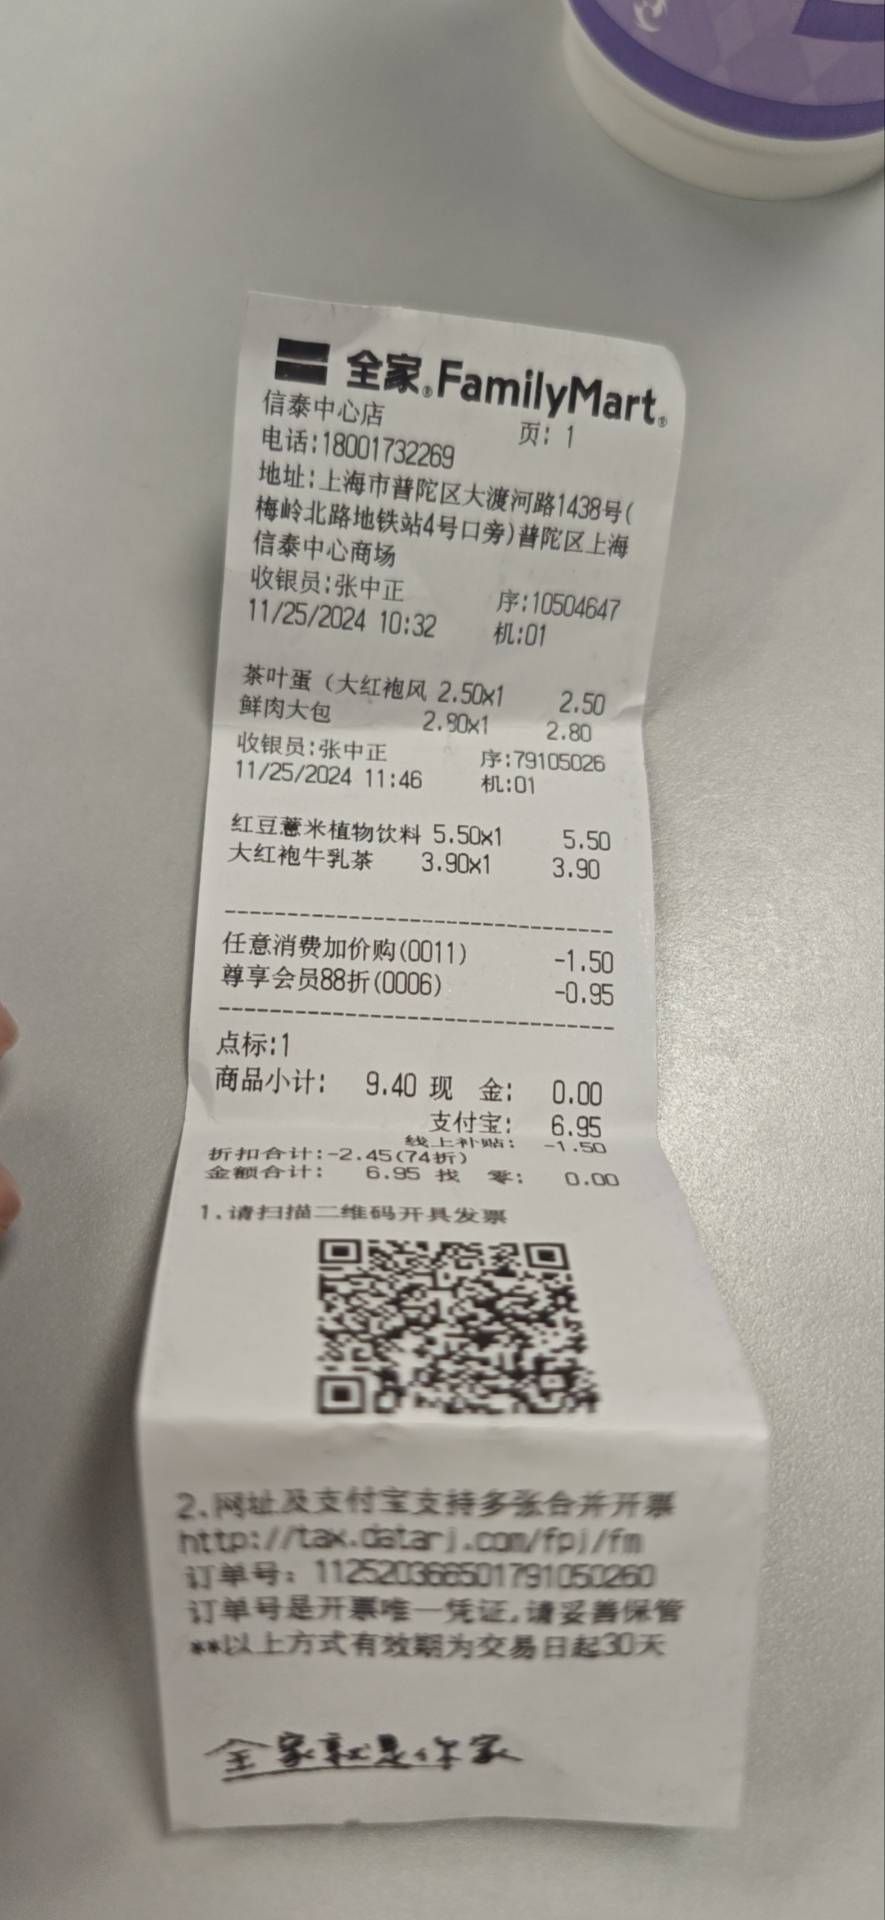 全家®FamilyMart®
信泰中心店 页: 1
电话:18001732269
地址:上海市普陀区大渡河路1438号(
梅岭北路地铁站4号口旁)普陀区上海
信泰中心商场
收银员:张中正 序:10504647
11/25/2024 10:32 机:01
茶叶蛋（大红袍风 2.50x1 2.50
鲜肉大包 2.80x1 2.80
收银员:张中正 序:79105026
11/25/2024 11:46 机:01
红豆薏米植物饮料 5.50x1 5.50
大红袍牛乳茶 3.90x1 3.90
任意消费加价购(0011) -1.50
尊享会员88折(0006) -0.95
点标:1
商品小计: 9.40 现 金: 0.00
支付宝: 6.95
线上补贴: -1.50
折扣合计:-2.45(74折)
金额合计: 6.95 找 零: 0.00
1.请扫描二维码开具发票
2.网址及支付宝支持多张合并开票
http://tax.datarj.com/fpj/fm
订单号: 112520366501791050260
订单号是开票唯一凭证,请妥善保管
**以上方式有效期为交易日起30天
全家就是你家